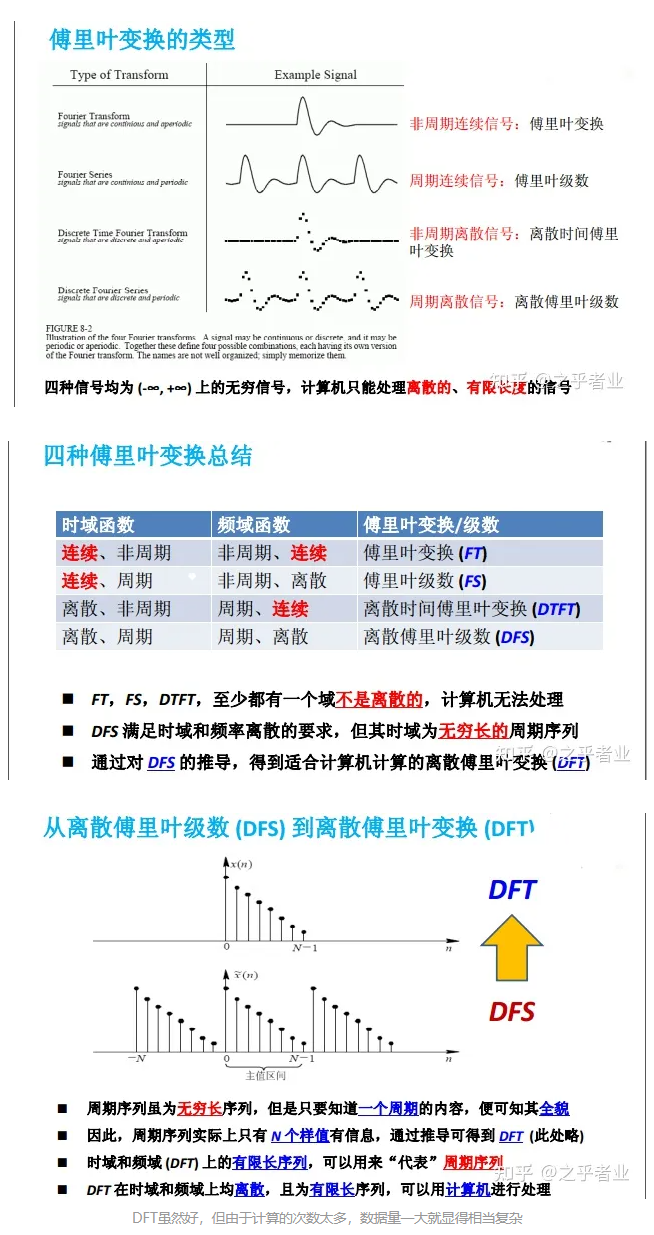 傅里叶变换的类型
Type of Transform
Example Signal
Fourier Transform
signals that are continious and aperiodic
非周期连续信号：傅里叶变换
Fourier Series
signals that are continious and periodic
周期连续信号：傅里叶级数
Discrete Time Fourier Transform
signals that are discrete and aperiodic
非周期离散信号：离散时间傅里
叶变换
Discrete Fourier Series
signals that are discrete and periodic
周期离散信号：离散傅里叶级数
FIGURE 8-2
Illustration of the four Fourier transforms. A signal may be continuous or discrete, and it may be
periodic or aperiodic. Together these define four possible combinations, each having its own version
of the Fourier transform. The names are not well organized; simply memorize them.
四种信号均为 (-∞, +∞) 上的无穷信号，计算机只能处理离散的、有限长度的信号
知乎 @之乎者业
四种傅里叶变换总结
时域函数 频域函数 傅里叶变换/级数
连续、非周期 非周期、连续 傅里叶变换 (FT)
连续、周期 非周期、离散 傅里叶级数 (FS)
离散、非周期 周期、连续 离散时间傅里叶变换 (DTFT)
离散、周期 周期、离散 离散傅里叶级数 (DFS)
■ FT，FS，DTFT，至少都有一个域不是离散的，计算机无法处理
■ DFS 满足时域和频率离散的要求，但其时域为无穷长的周期序列
■ 通过对 DFS 的推导，得到适合计算机计算的离散傅里叶变换 (DFT)
知乎 @之乎者业
从离散傅里叶级数 (DFS) 到离散傅里叶变换 (DFT)
x(n)
0
N−1
n
DFT
x̃(n)
DFS
−N
0
N−1
n
主值区间
■ 周期序列虽为无穷长序列，但是只要知道一个周期的内容，便可知其全貌
■ 因此，周期序列实际上只有 N 个样值有信息，通过推导可得到 DFT (此处略)
■ 时域和频域 (DFT) 上的有限长序列，可以用来“代表”周期序列
知乎 @之乎者业
■ DFT 在时域和频域上均离散，且为有限长序列，可以用计算机进行处理
DFT虽然好，但由于计算的次数太多，数据量一大就显得相当复杂